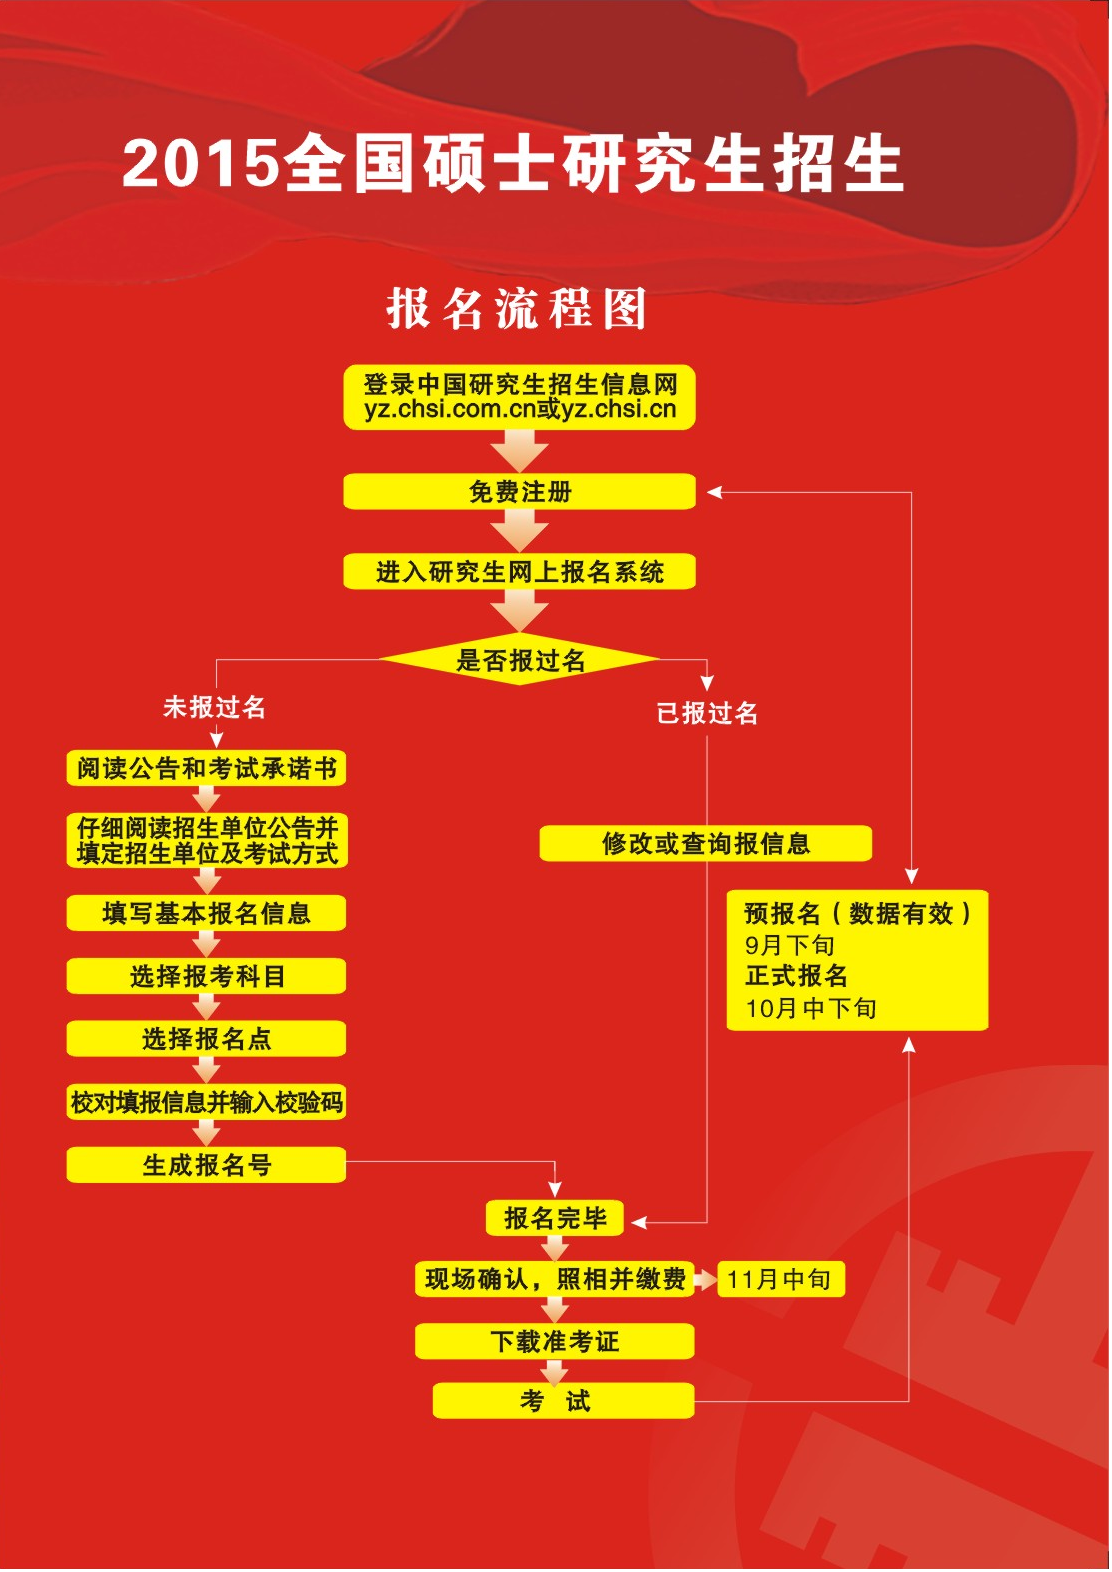 2015全国硕士研究生招生
报名流程图
登录中国研究生招生信息网
yz.chsi.com.cn或yz.chsi.cn
免费注册
进入研究生网上报名系统
是否报过名
未报过名
已报过名
阅读公告和考试承诺书
仔细阅读招生单位公告并
填定招生单位及考试方式
填写基本报名信息
选择报考科目
选择报名点
校对填报信息并输入校验码
生成报名号
修改或查询报信息
预报名（数据有效）
9月下旬
正式报名
10月中下旬
报名完毕
现场确认，照相并缴费
11月中旬
下载准考证
考 试